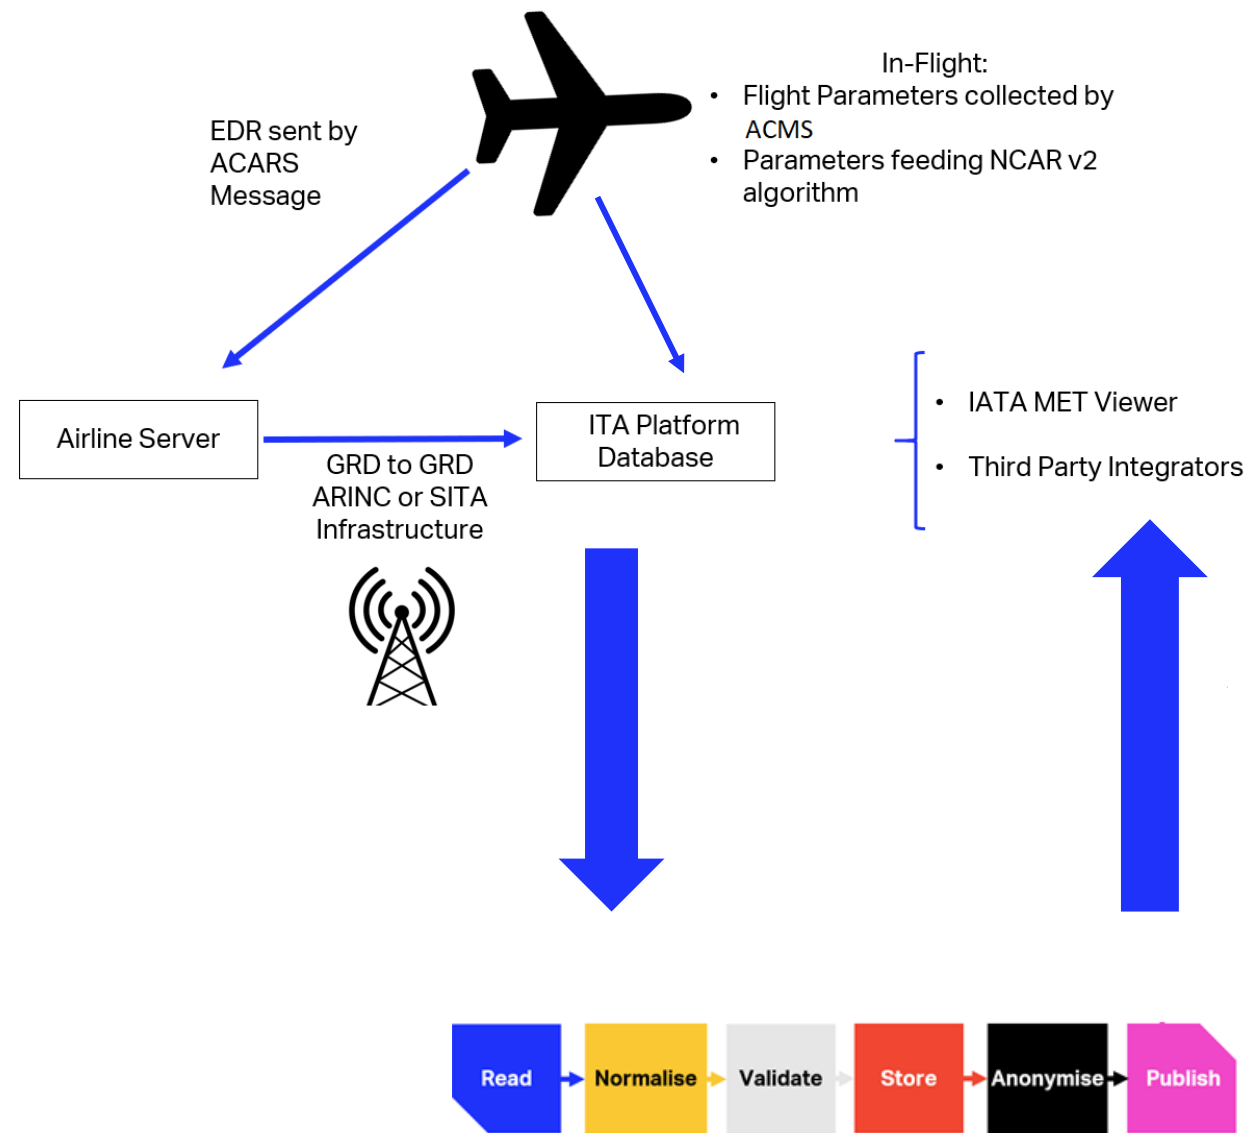 In-Flight:
• Flight Parameters collected by
ACMS
• Parameters feeding NCAR v2
algorithm
EDR sent by
ACARS
Message
Airline Server
GRD to GRD
ARINC or SITA
Infrastructure
ITA Platform
Database
• IATA MET Viewer
• Third Party Integrators
Read
Normalise
Validate
Store
Anonymise
Publish